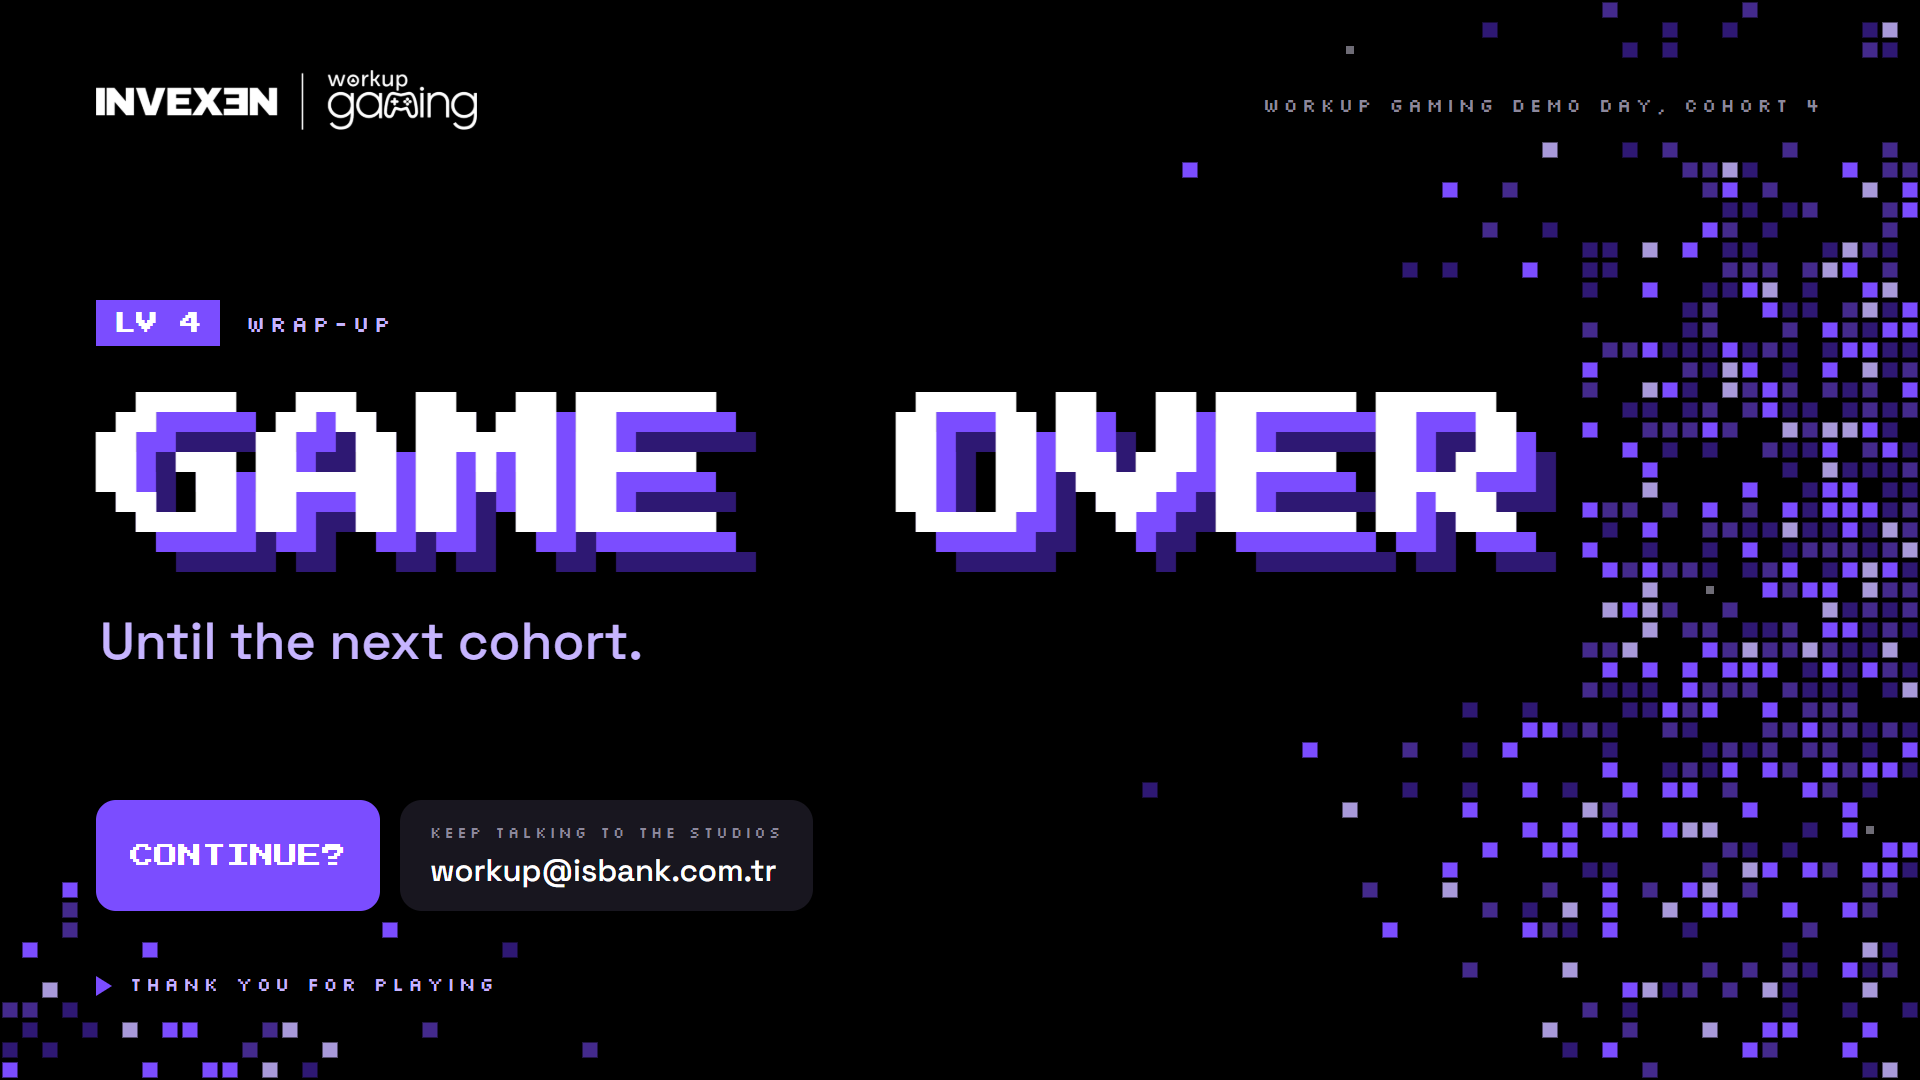 INVEXEN
workup
gaming
WORKUP GAMING DEMO DAY, COHORT 4
LV 4
WRAP-UP
GAME OVER
Until the next cohort.
CONTINUE?
KEEP TALKING TO THE STUDIOS
workup@isbank.com.tr
THANK YOU FOR PLAYING